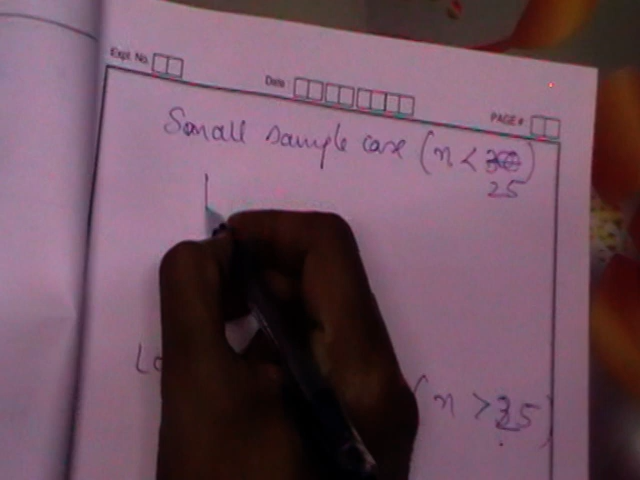 Expt. No.
Date:
PAGE #
Small sample case (n <
25
(n > 25)